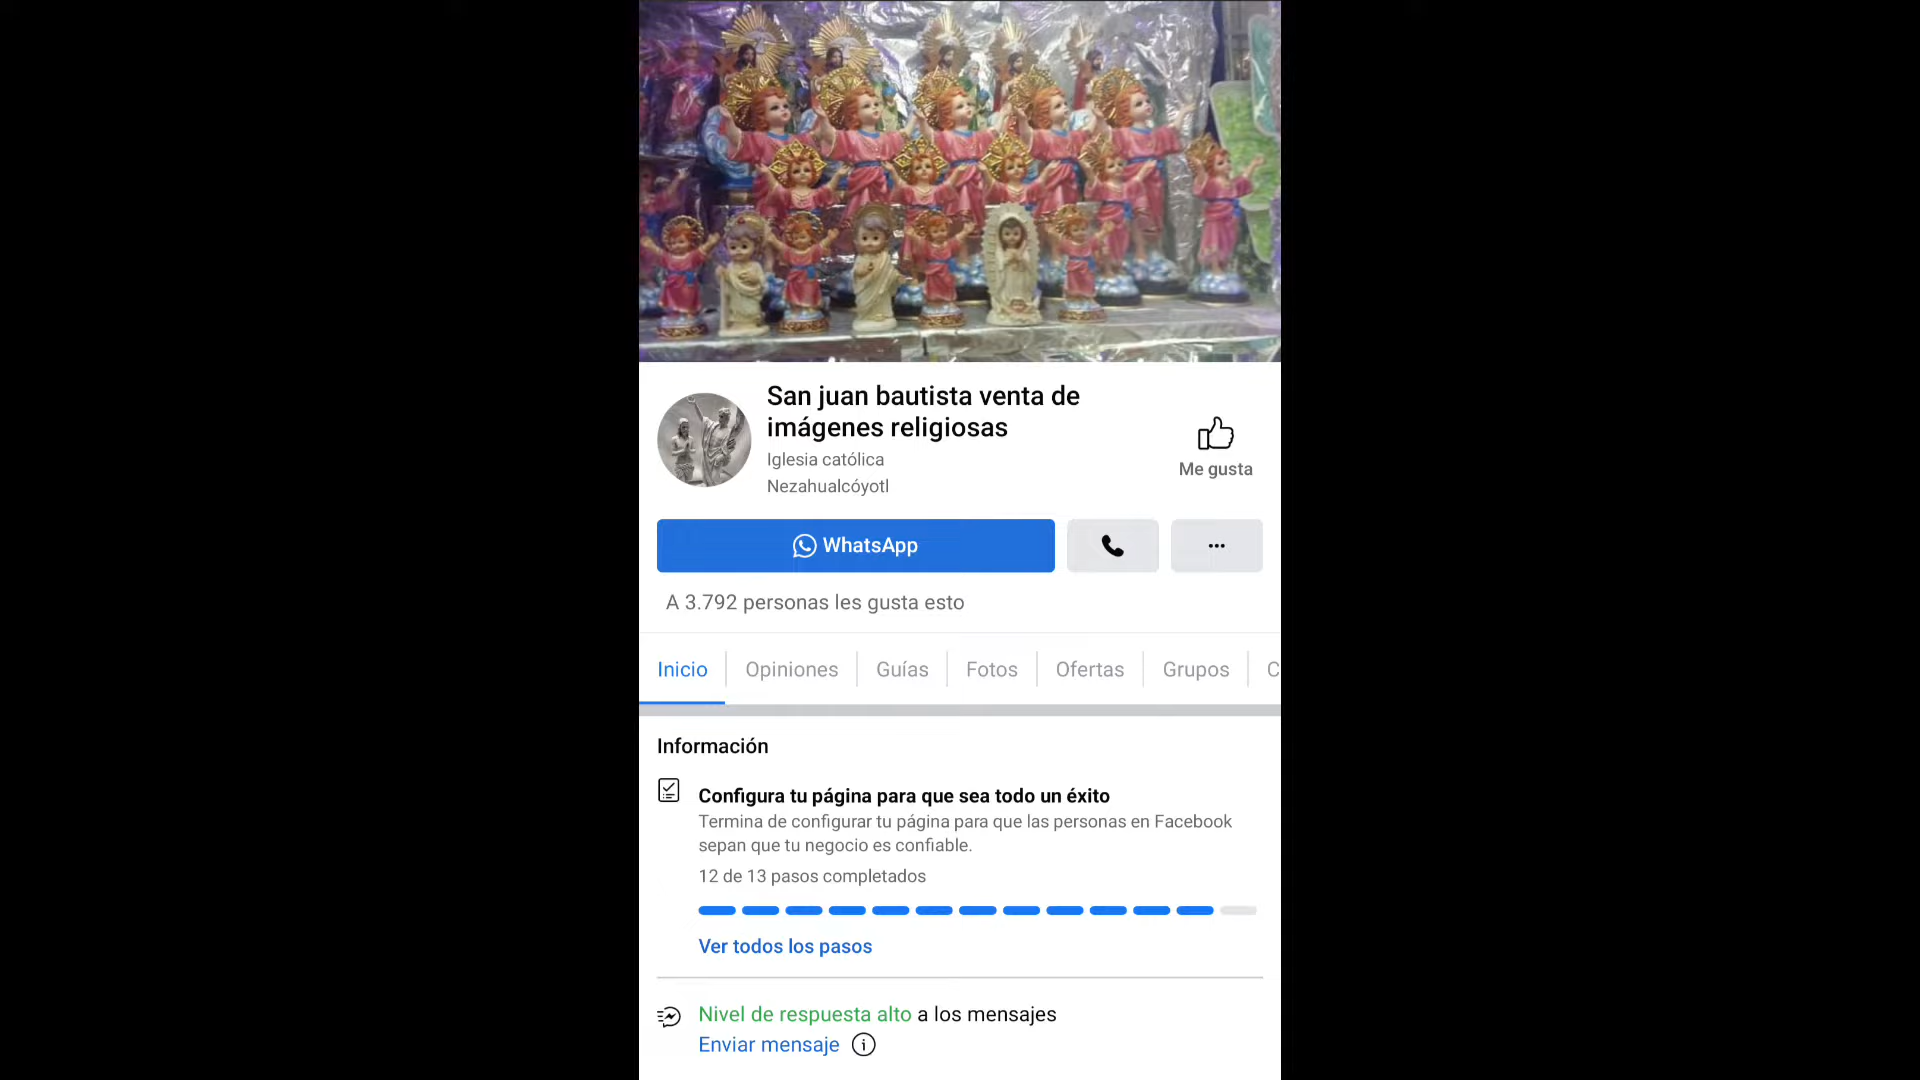 San juan bautista venta de
imágenes religiosas
Iglesia católica
Nezahualcóyotl
Me gusta
WhatsApp
A 3.792 personas les gusta esto
Inicio
Opiniones
Guías
Fotos
Ofertas
Grupos
C
Información
Configura tu página para que sea todo un éxito
Termina de configurar tu página para que las personas en Facebook
sepan que tu negocio es confiable.
12 de 13 pasos completados
Ver todos los pasos
Nivel de respuesta alto a los mensajes
Enviar mensaje